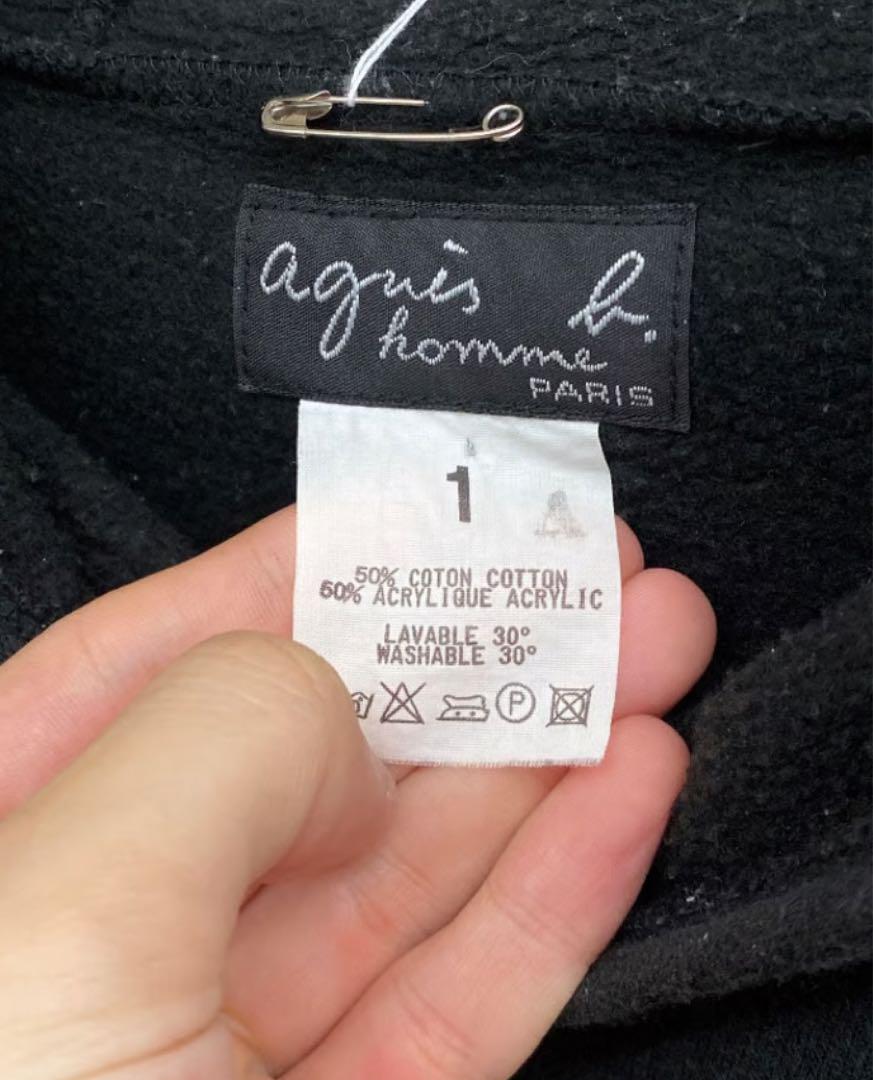 agnès b.
homme
PARIS
1
50% COTON COTTON
50% ACRYLIQUE ACRYLIC
LAVABLE 30°
WASHABLE 30°
P